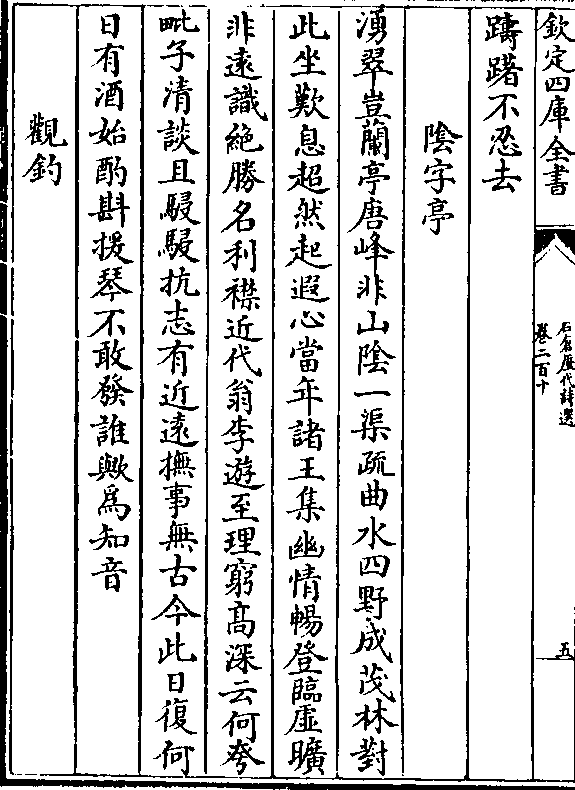 欽定四庫全書
石倉歷代詩選
卷二百十
五
躊躇不忍去
陰字亭
湧翠豈蘭亭唐峰非山陰一渠疏曲水四野成茂林對
此坐歎息超然起遐心當年諸王集幽情暢登臨虛曠
非遠識絶勝名利襟近代翁李遊至理窮高深云何夸
毗子清談且駸駸抗志有近遠撫事無古今此日復何
日有酒始酌斟援琴不敢發誰歟為知音
觀釣